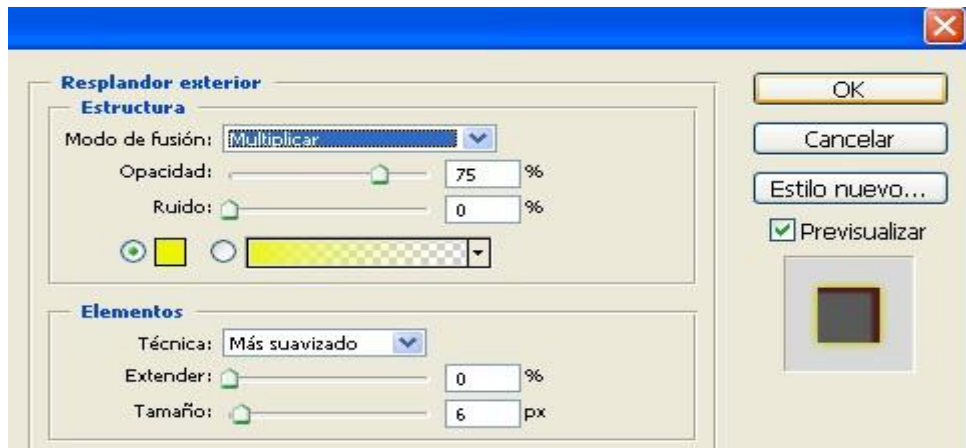 Resplandor exterior
OK
Estructura
Modo de fusión: Multiplicar
Cancelar
Opacidad: 75 %
Estilo nuevo...
Ruido: 0 %
Previsualizar
Elementos
Técnica: Más suavizado
Extender: 0 %
Tamaño: 6 px